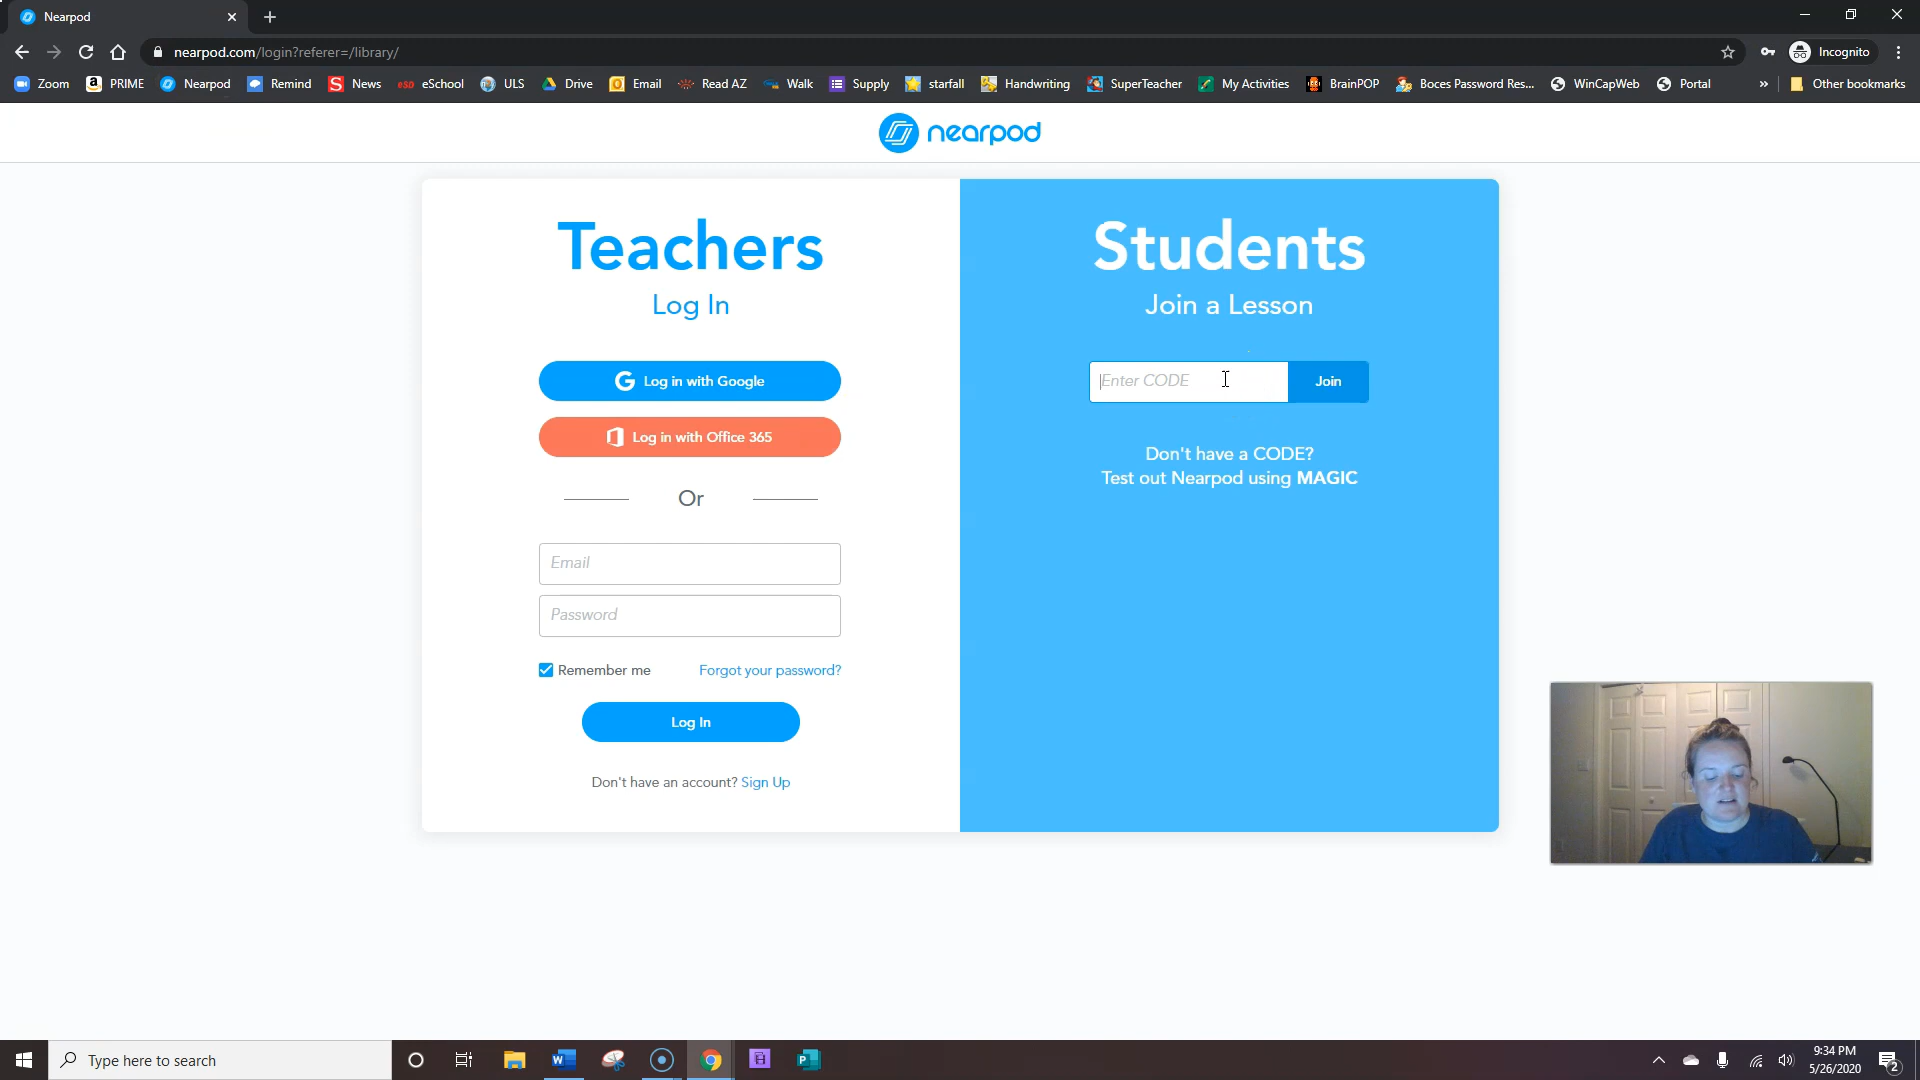 Nearpod
nearpod.com/login?referer=/library/
Incognito
Zoom
PRIME
Nearpod
Remind
S News
esD eSchool
ULS
Drive
Email
Read AZ
Walk
Supply
starfall
Handwriting
SuperTeacher
My Activities
BrainPOP
Boces Password Res...
WinCapWeb
Portal
»
Other bookmarks
nearpod
Teachers
Log In
G Log in with Google
Log in with Office 365
Or
Email
Password
Remember me
Forgot your password?
Log In
Don't have an account? Sign Up
Students
Join a Lesson
Enter CODE
Join
Don't have a CODE?
Test out Nearpod using MAGIC
Type here to search
9:34 PM
5/26/2020
2